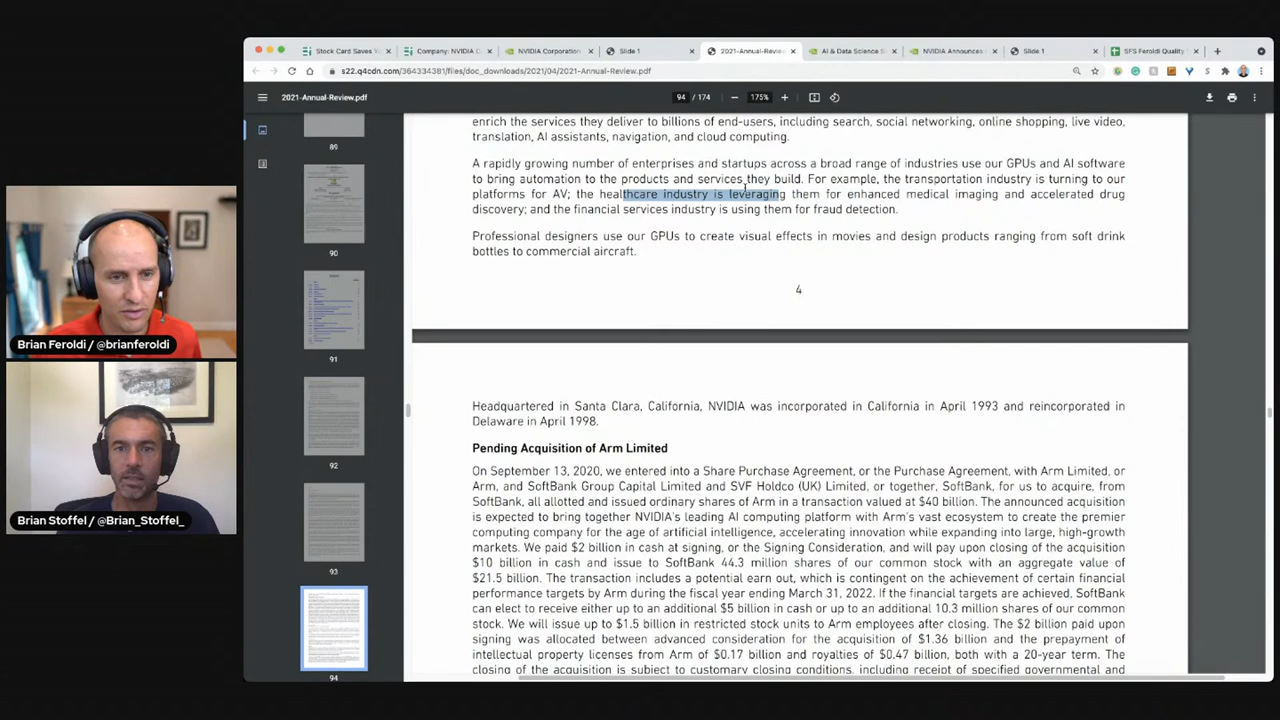 Stock Card Saves Y
Company: NVIDIA
NVIDIA Corporation
Slide 1
2021-Annual-Review
AI & Data Science S
NVIDIA Announces
Slide 1
SFS Feroldi Quality
s22.q4cdn.com/364334381/files/doc_downloads/2021/04/2021-Annual-Review.pdf
2021-Annual-Review.pdf
94 / 174
175%
89
90
91
92
93
94
enrich the services they deliver to billions of end-users, including search, social networking, online shopping, live video,
translation, AI assistants, navigation, and cloud computing.
A rapidly growing number of enterprises and startups across a broad range of industries use our GPUs and AI software
to bring automation to the products and services they build. For example, the transportation industry is turning to our
platforms for AV; the healthcare industry is leveraging them for enhanced medical imaging and accelerated drug
discovery; and the financial services industry is using them for fraud detection.
Professional designers use our GPUs to create visual effects in movies and design products ranging from soft drink
bottles to commercial aircraft.
4
Headquartered in Santa Clara, California, NVIDIA was incorporated in California in April 1993 and reincorporated in
Delaware in April 1998.
Pending Acquisition of Arm Limited
On September 13, 2020, we entered into a Share Purchase Agreement, or the Purchase Agreement, with Arm Limited, or
Arm, and SoftBank Group Capital Limited and SVF Holdco (UK) Limited, or together, SoftBank, for us to acquire, from
SoftBank, all allotted and issued ordinary shares of Arm in a transaction valued at $40 billion. The announced acquisition
is expected to bring together NVIDIA's leading AI computing platform with Arm's vast ecosystem to create the premier
computing company for the age of artificial intelligence, accelerating innovation while expanding into large, high-growth
markets. We paid $2 billion in cash at signing, or the Signing Consideration, and will pay upon closing of the acquisition
$10 billion in cash and issue to SoftBank 44.3 million shares of our common stock with an aggregate value of
$21.5 billion. The transaction includes a potential earn out, which is contingent on the achievement of certain financial
performance targets by Arm during the fiscal year ending March 31, 2022. If the financial targets are achieved, SoftBank
can elect to receive either up to an additional $5 billion in cash or up to an additional 10.3 million shares of our common
stock. We will issue up to $1.5 billion in restricted stock units to Arm employees after closing. The $2 billion paid upon
signing was allocated between advanced consideration for the acquisition of $1.36 billion and the prepayment of
intellectual property licenses from Arm of $0.17 billion and royalties of $0.47 billion, both with a 20-year term. The
closing of the acquisition is subject to customary closing conditions, including receipt of specified governmental and
Brian Feroldi / @brianferoldi
Brian Stoffel / @Brian_Stoffel_